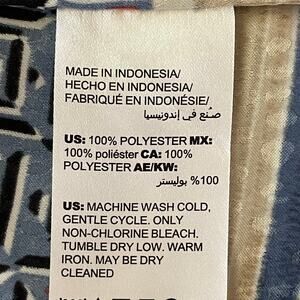 MADE IN INDONESIA/
HECHO EN INDONESIA/
FABRIQUÉ EN INDONÉSIE/
صنع في إندونيسيا
US: 100% POLYESTER MX:
100% poliéster CA: 100%
POLYESTER AE/KW:
100% بوليستر
US: MACHINE WASH COLD,
GENTLE CYCLE. ONLY
NON-CHLORINE BLEACH.
TUMBLE DRY LOW. WARM
IRON. MAY BE DRY
CLEANED